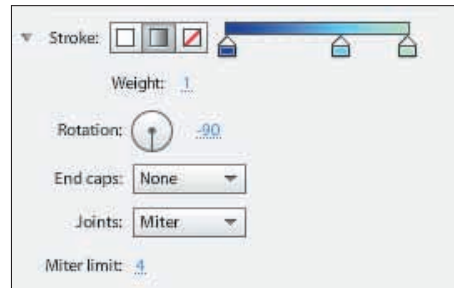 Stroke:
Weight: 1
Rotation: -90
End caps: None
Joints: Miter
Miter limit: 4